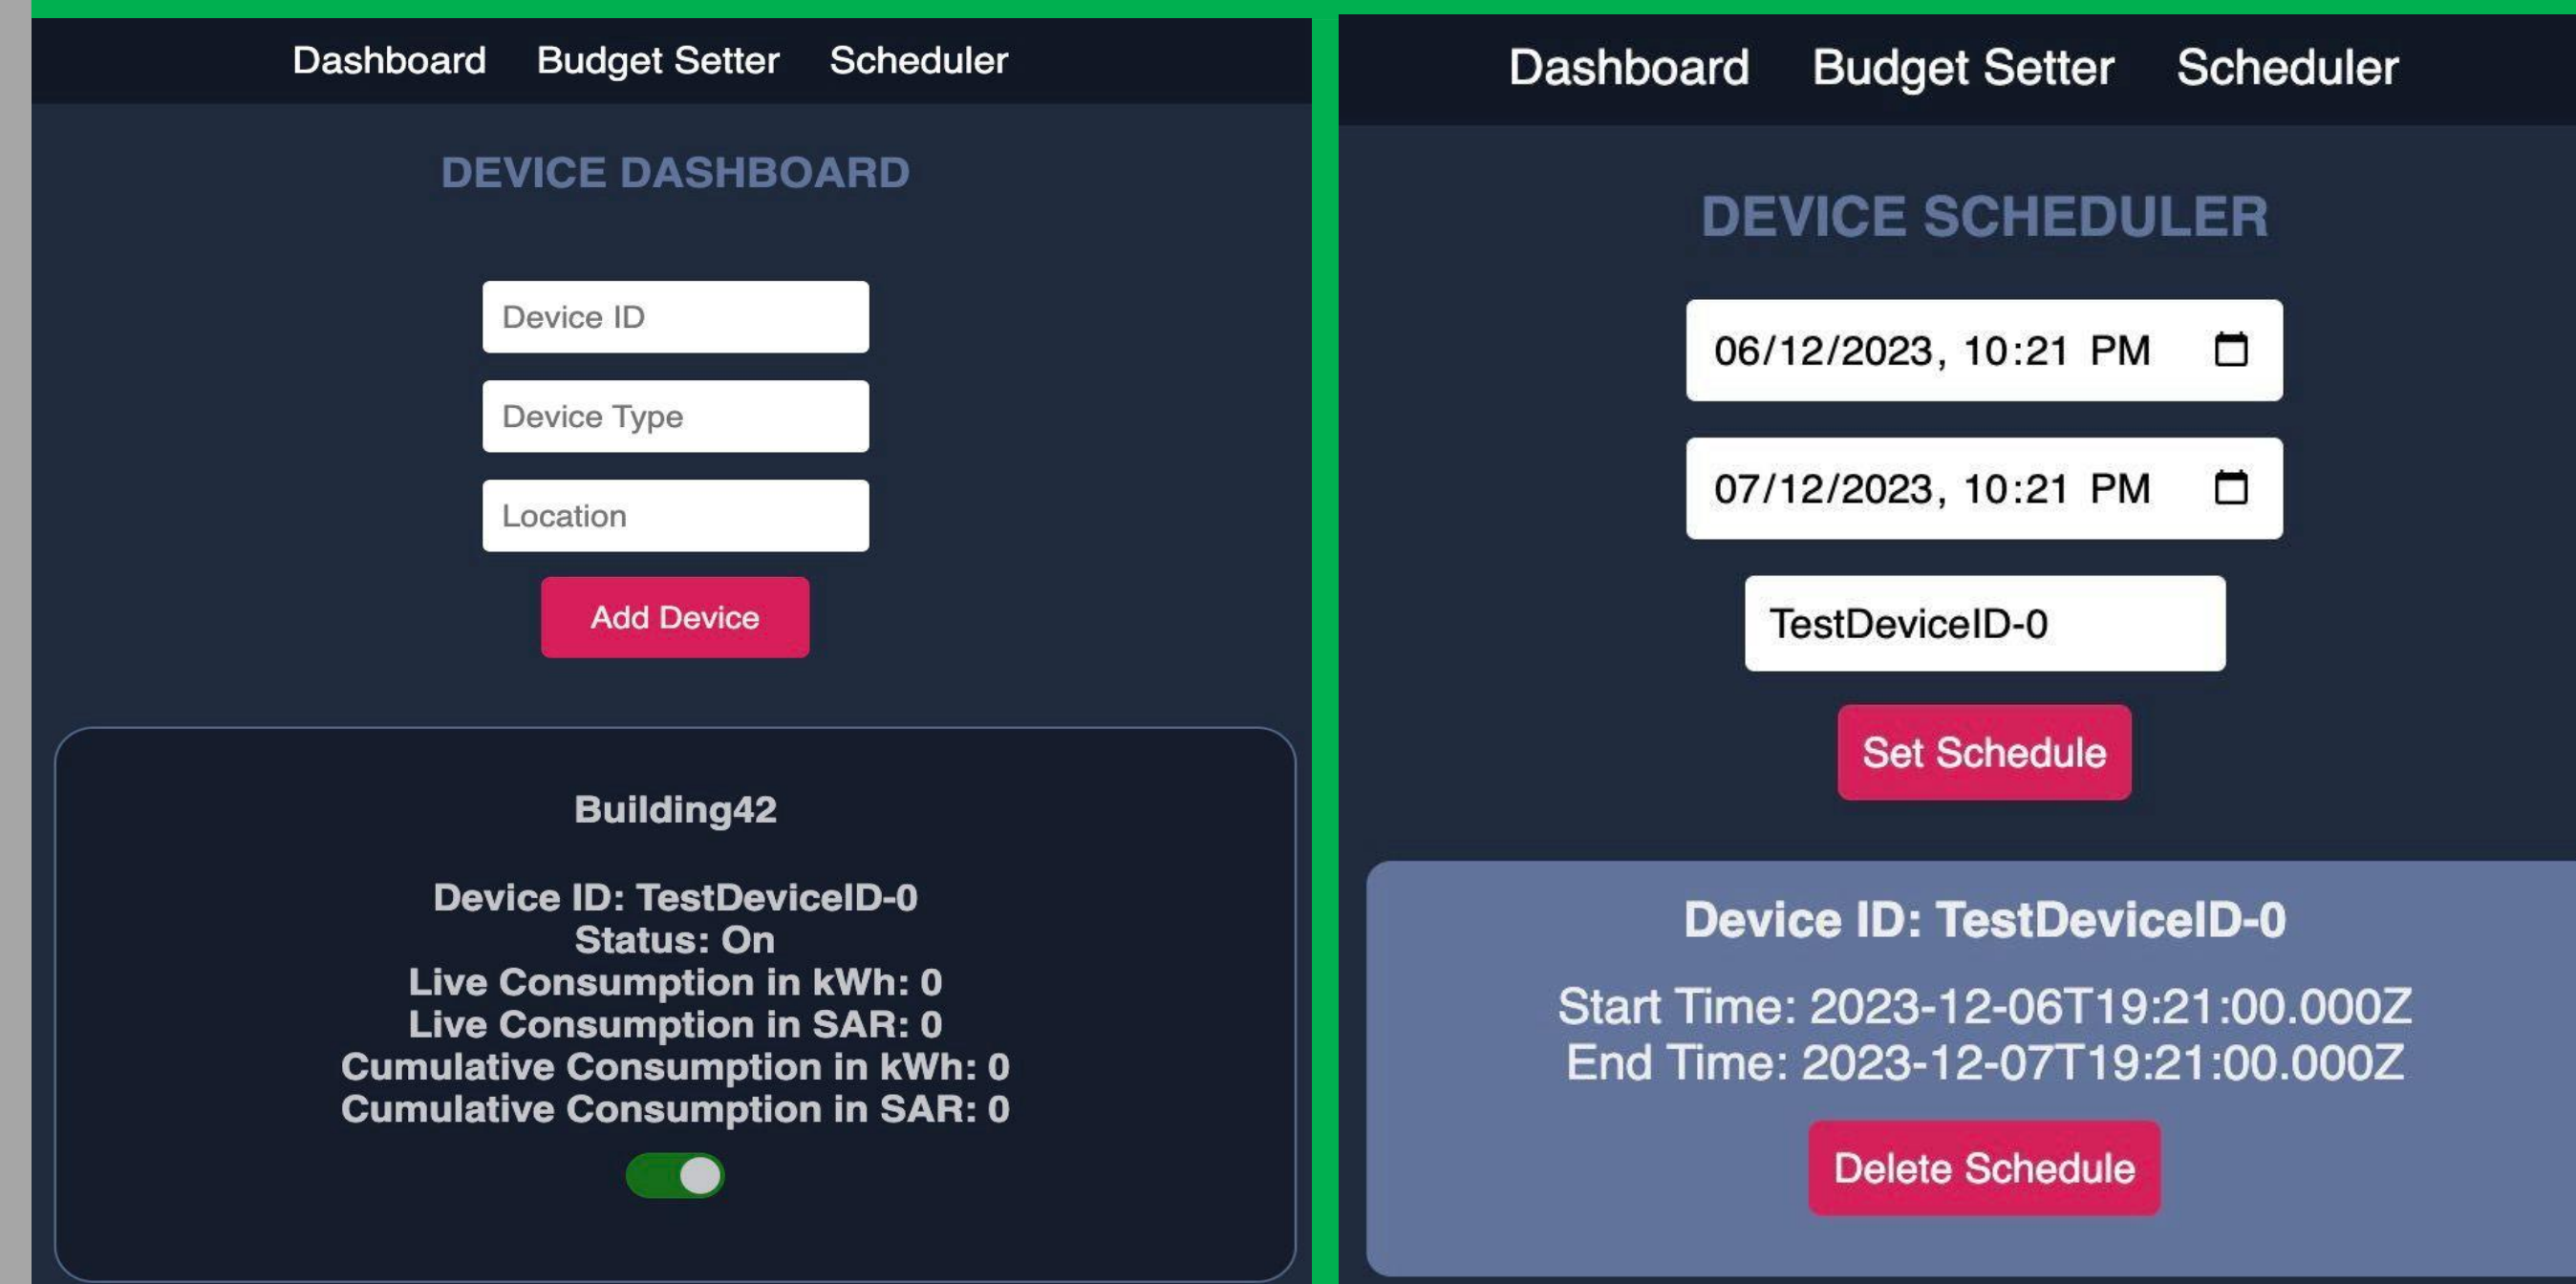 Dashboard Budget Setter Scheduler
DEVICE DASHBOARD
Device ID
Device Type
Location
Add Device
Building42
Device ID: TestDeviceID-0
Status: On
Live Consumption in kWh: 0
Live Consumption in SAR: 0
Cumulative Consumption in kWh: 0
Cumulative Consumption in SAR: 0
Dashboard Budget Setter Scheduler
DEVICE SCHEDULER
06/12/2023, 10:21 PM
07/12/2023, 10:21 PM
TestDeviceID-0
Set Schedule
Device ID: TestDeviceID-0
Start Time: 2023-12-06T19:21:00.000Z
End Time: 2023-12-07T19:21:00.000Z
Delete Schedule